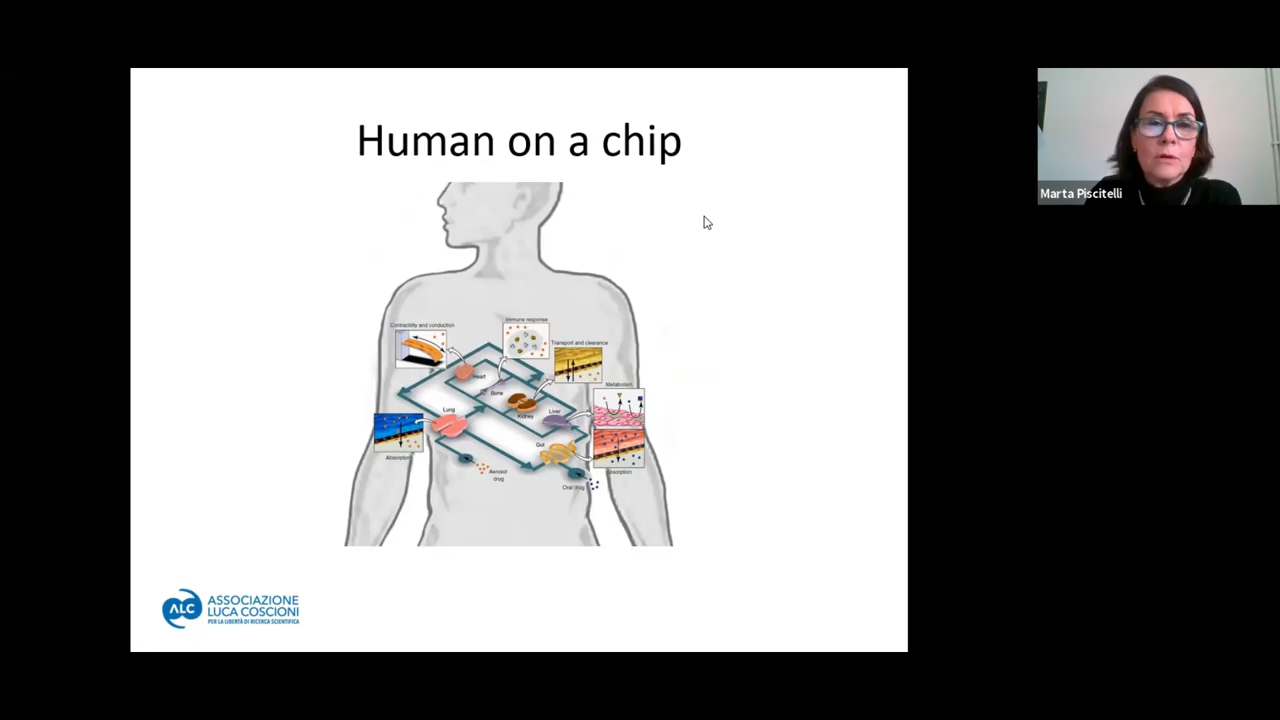 Human on a chip
Marta Piscitelli
Immune response
Contractility and conduction
Transport and clearance
Heart
Metabolism
Bone
Lung
Liver
Kidney
Gut
Absorption
Aerosol
drug
Absorption
Oral drug
ALC
ASSOCIAZIONE
LUCA COSCIONI
PER LA LIBERTÀ DI RICERCA SCIENTIFICA